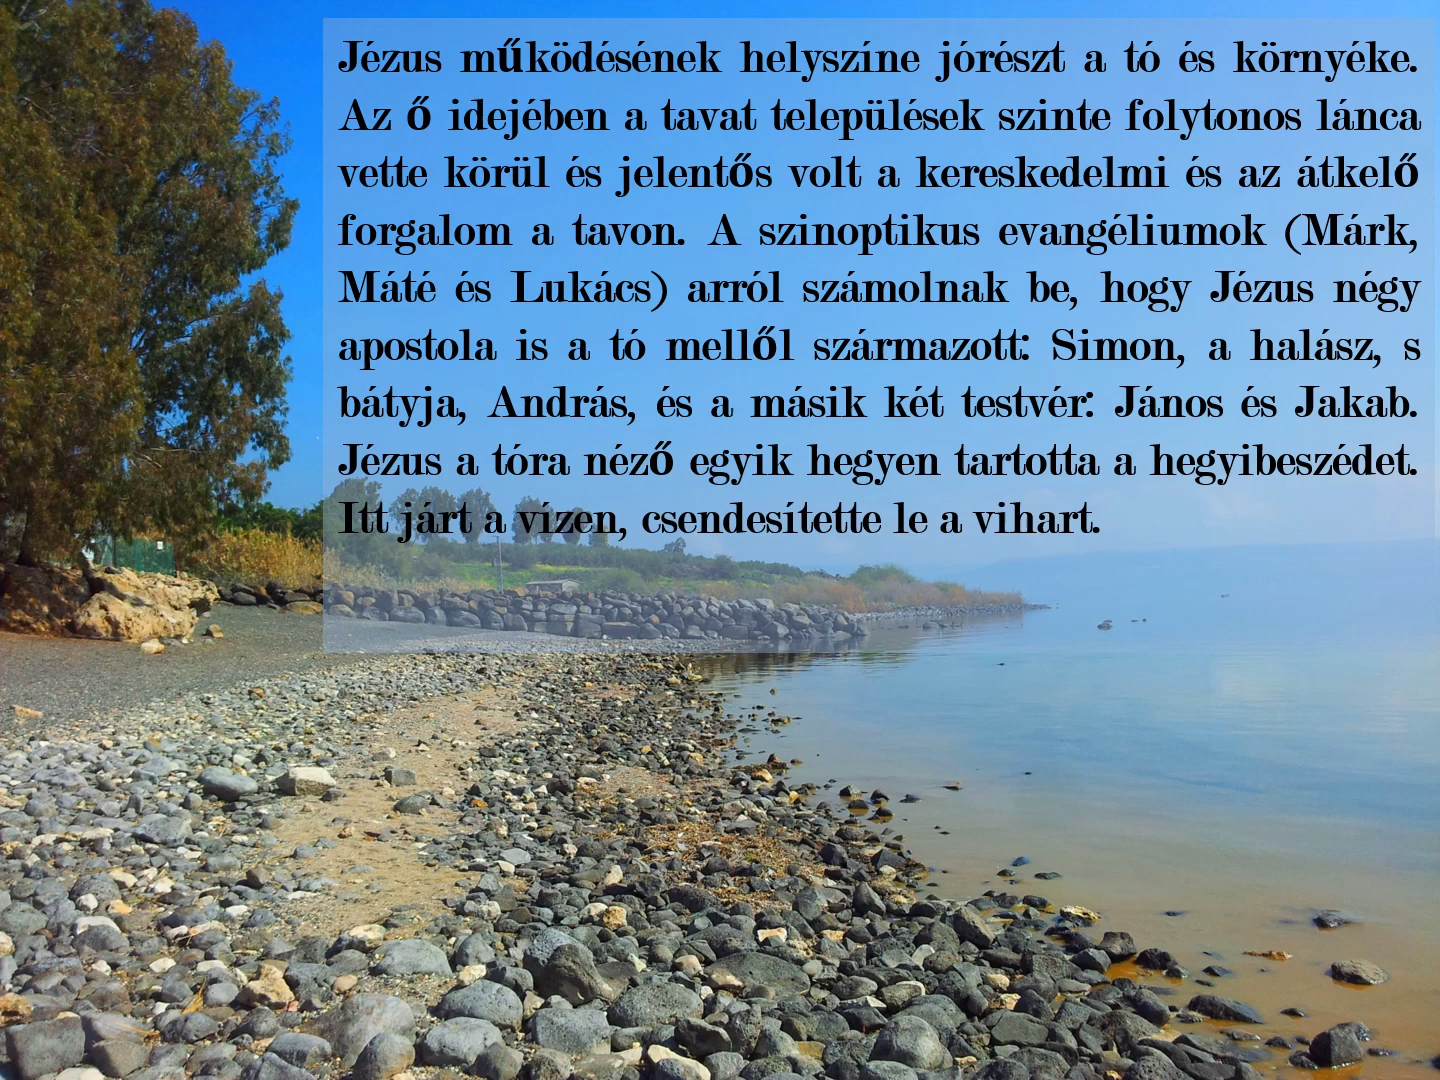 Jézus működésének helyszíne jórészt a tó és környéke.
Az ő idejében a tavat települések szinte folytonos lánca
vette körül és jelentős volt a kereskedelmi és az átkelő
forgalom a tavon. A szinoptikus evangéliumok (Márk,
Máté és Lukács) arról számolnak be, hogy Jézus négy
apostola is a tó mellől származott: Simon, a halász, s
bátyja, András, és a másik két testvér: János és Jakab.
Jézus a tóra néző egyik hegyen tartotta a hegyibeszédet.
Itt járt a vízen, csendesítette le a vihart.